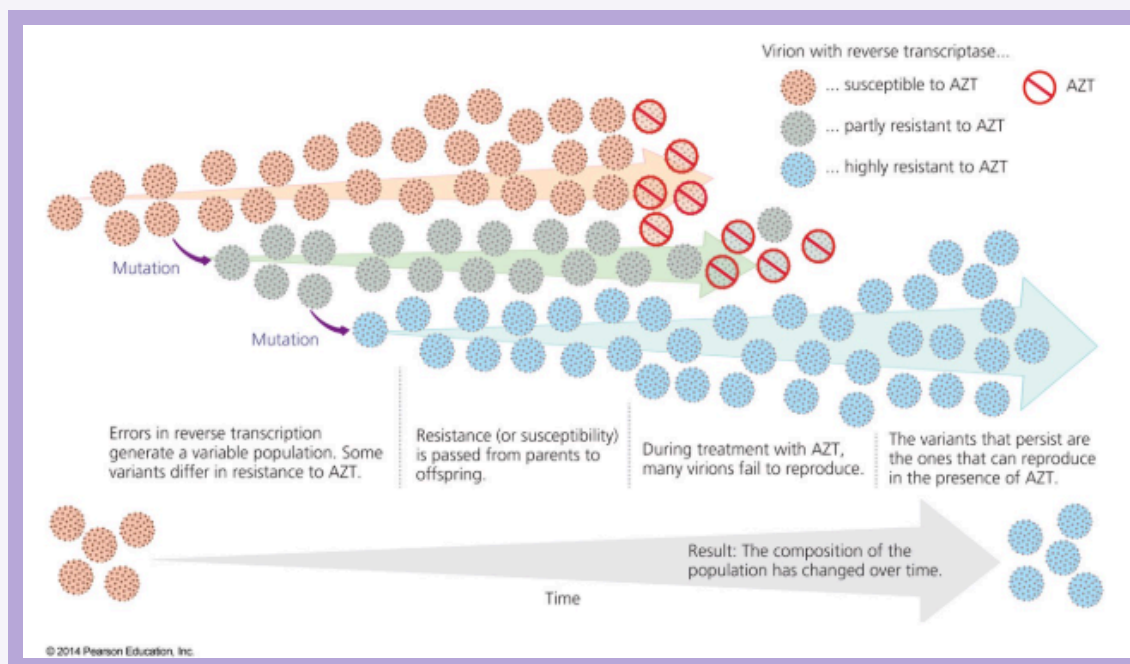 Virion with reverse transcriptase...
... susceptible to AZT
AZT
... partly resistant to AZT
... highly resistant to AZT
Mutation
Mutation
Errors in reverse transcription
generate a variable population. Some
variants differ in resistance to AZT.
Resistance (or susceptibility)
is passed from parents to
offspring.
During treatment with AZT,
many virions fail to reproduce.
The variants that persist are
the ones that can reproduce
in the presence of AZT.
Result: The composition of the
population has changed over time.
Time
© 2014 Pearson Education, Inc.